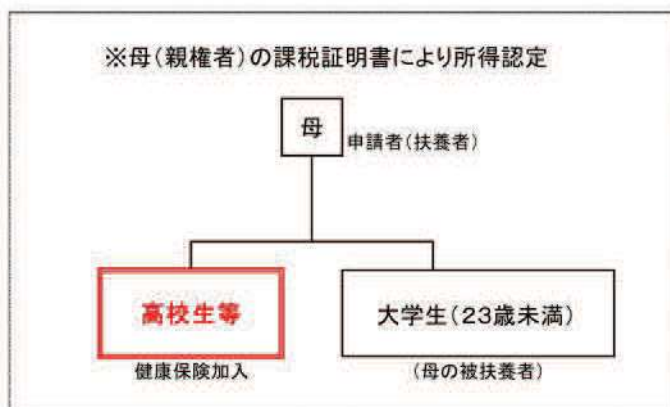 ※母(親権者)の課税証明書により所得認定
母
申請者(扶養者)
高校生等
大学生(23歳未満)
健康保険加入
(母の被扶養者)